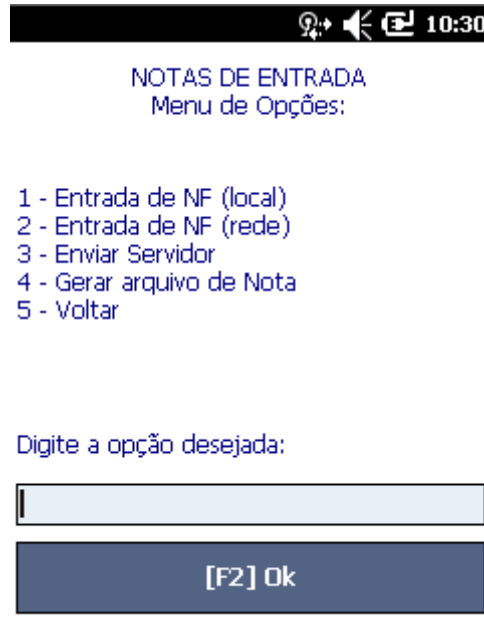 10:30
NOTAS DE ENTRADA
Menu de Opções:
1 - Entrada de NF (local)
2 - Entrada de NF (rede)
3 - Enviar Servidor
4 - Gerar arquivo de Nota
5 - Voltar
Digite a opção desejada:
[F2] Ok